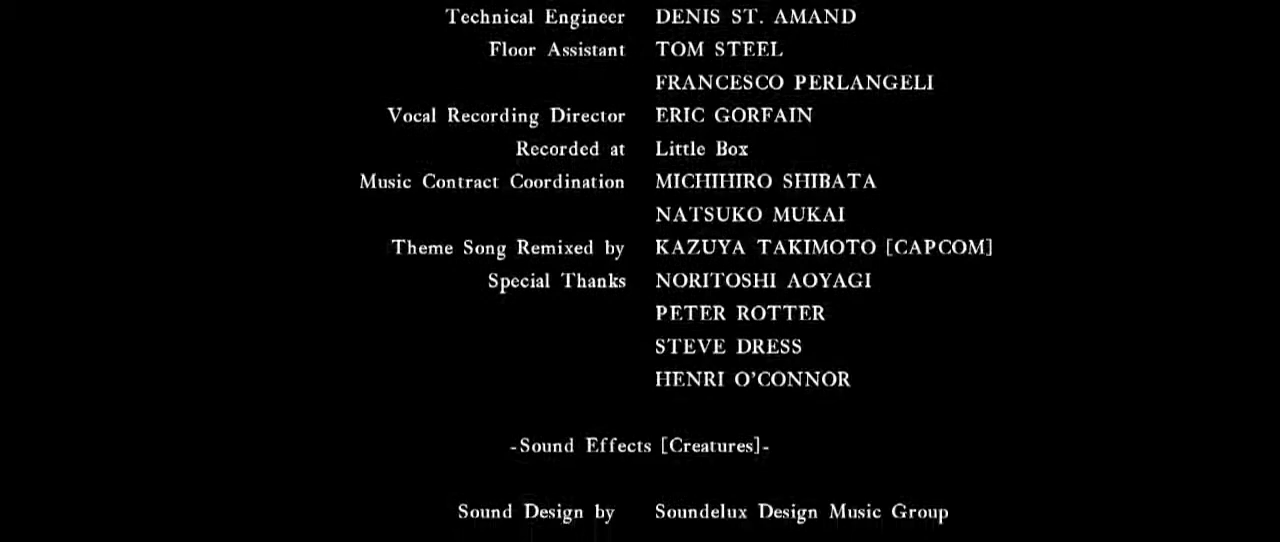 Technical Engineer DENIS ST. AMAND
Floor Assistant TOM STEEL
FRANCESCO PERLANGELI
Vocal Recording Director ERIC GORFAIN
Recorded at Little Box
Music Contract Coordination MICHIHIRO SHIBATA
NATSUKO MUKAI
Theme Song Remixed by KAZUYA TAKIMOTO [CAPCOM]
Special Thanks NORITOSHI AOYAGI
PETER ROTTER
STEVE DRESS
HENRI O'CONNOR
-Sound Effects [Creatures]-
Sound Design by Soundelux Design Music Group